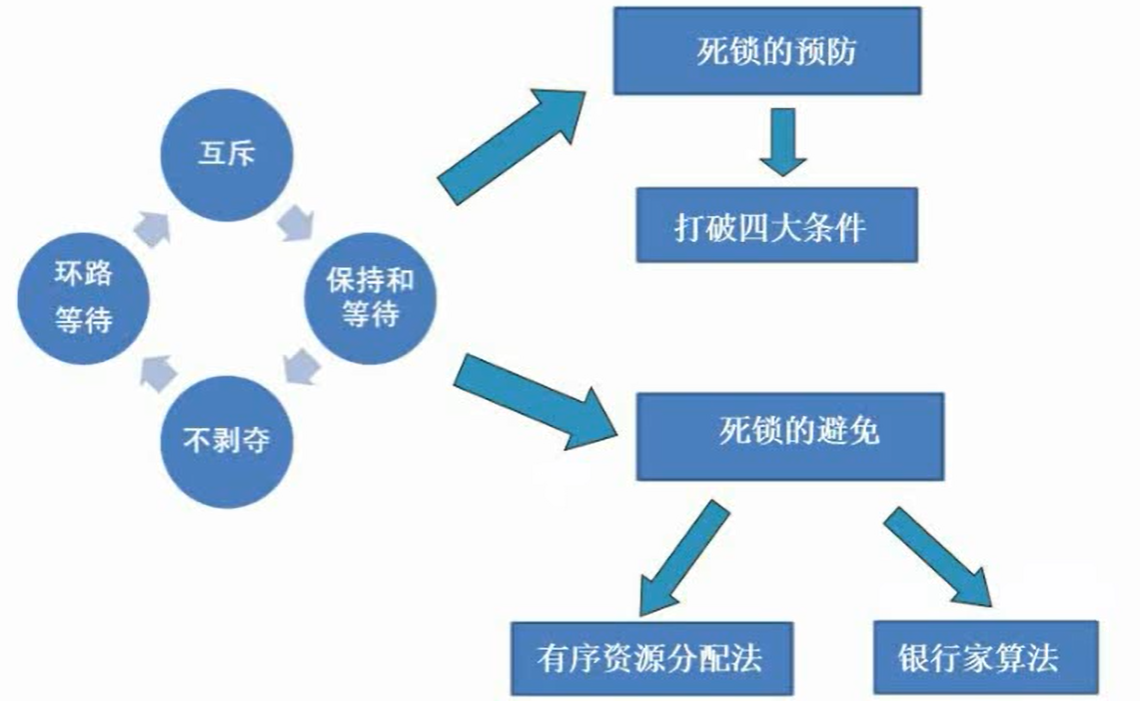 死锁的预防
互斥
打破四大条件
环路
等待
保持和
等待
不剥夺
死锁的避免
有序资源分配法
银行家算法